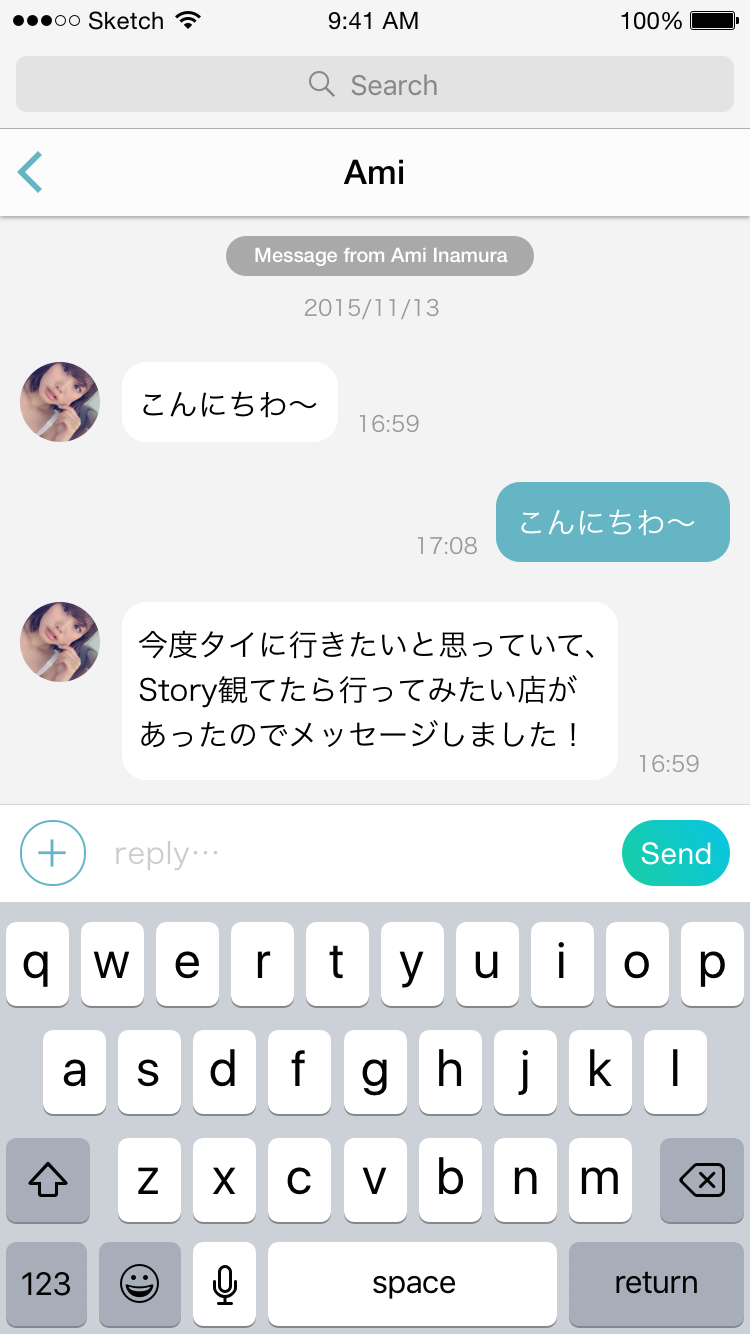 Sketch 9:41 AM 100%
Search
Ami
Message from Ami Inamura
2015/11/13
こんにちわ〜
16:59
こんにちわ〜
17:08
今度タイに行きたいと思っていて、
Story観てたら行ってみたい店が
あったのでメッセージしました！
16:59
reply… Send
q w e r t y u i o p
a s d f g h j k l
z x c v b n m
123 space return